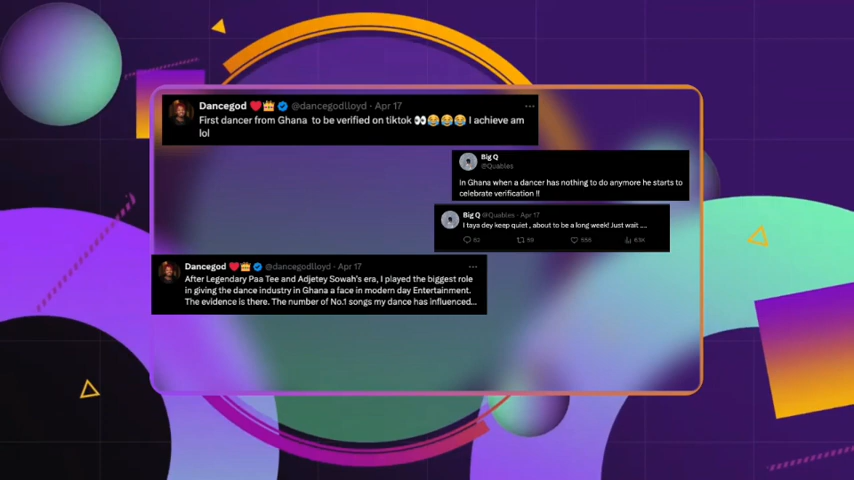 Dancegod ❤️👑 @dancegodlloyd · Apr 17
First dancer from Ghana to be verified on tiktok 👀😂😂😂 I achieve am
lol
Big Q
@Quables
In Ghana when a dancer has nothing to do anymore he starts to
celebrate verification !!
Big Q @Quables · Apr 17
I taya dey keep quiet , about to be a long week! Just wait ....
62 59 556 63K
Dancegod ❤️👑 @dancegodlloyd · Apr 17
After Legendary Paa Tee and Adjetey Sowah's era, I played the biggest role
in giving the dance industry in Ghana a face in modern day Entertainment.
The evidence is there. The number of No.1 songs my dance has influenced...